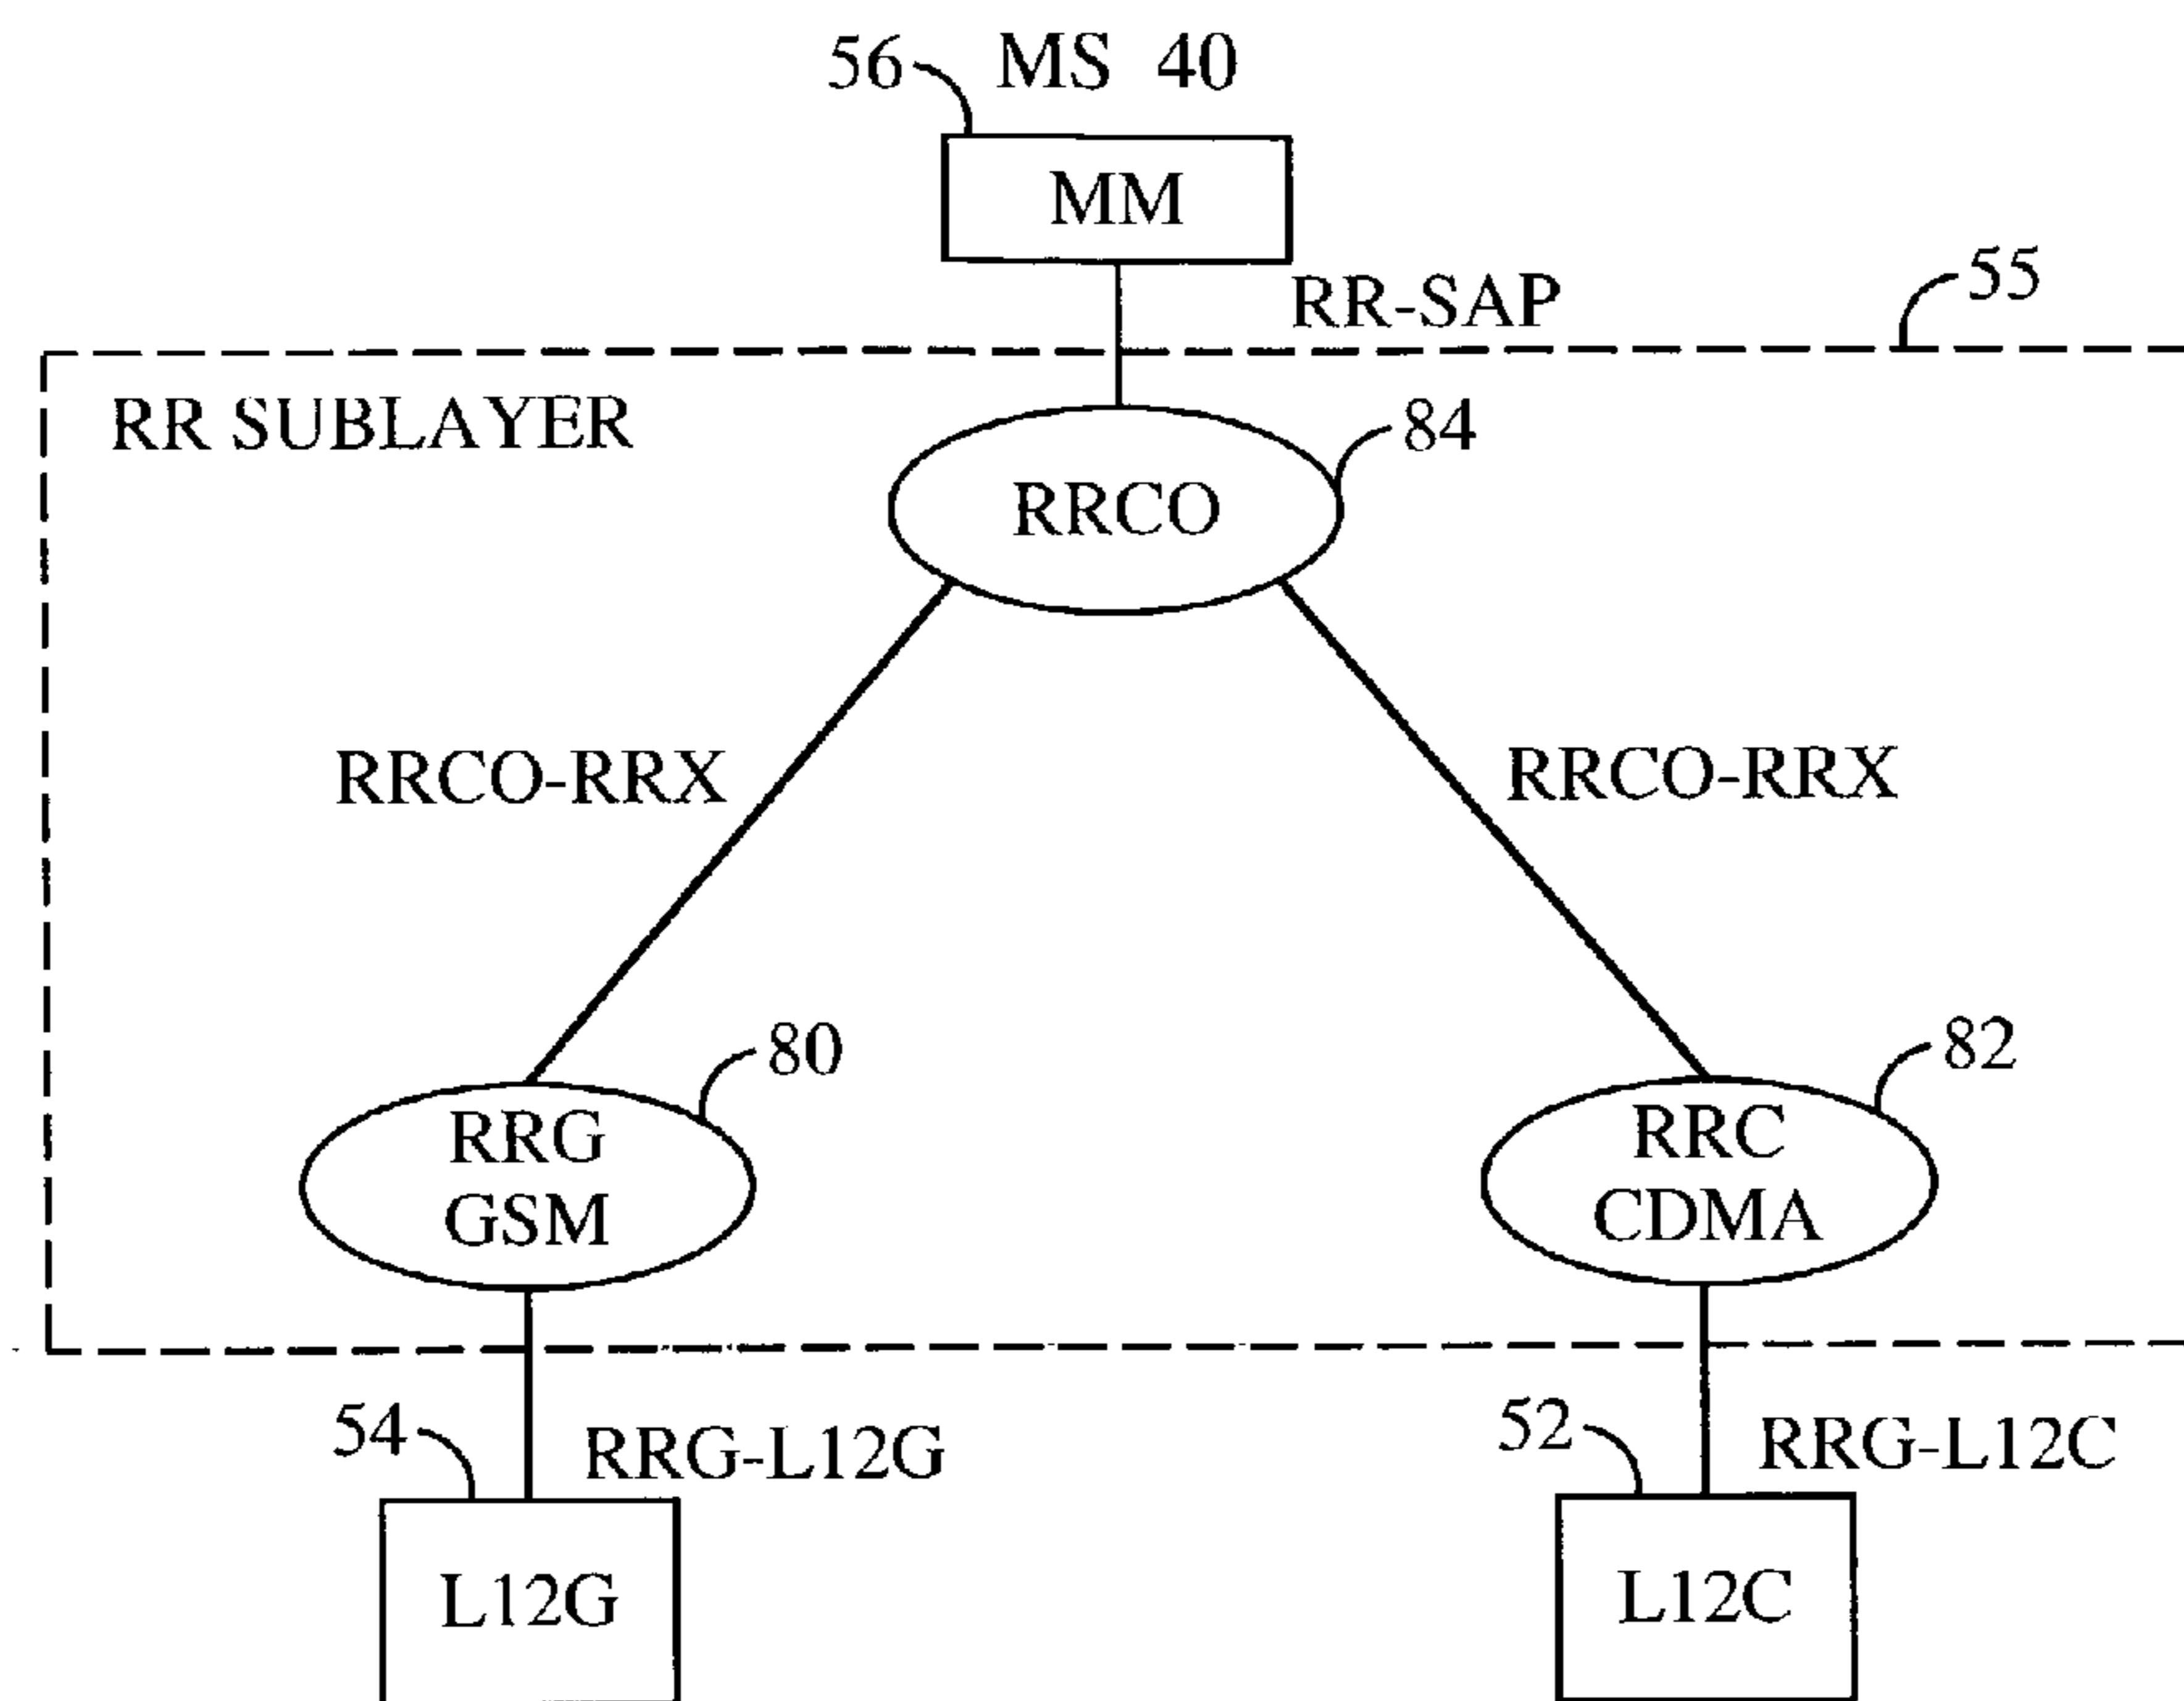 56 MS 40
MM
RR-SAP
55
RR SUBLAYER
84
RRCO
RRCO-RRX
RRCO-RRX
80
82
RRG
GSM
RRC
CDMA
54
RRG-L12G
52
RRG-L12C
L12G
L12C